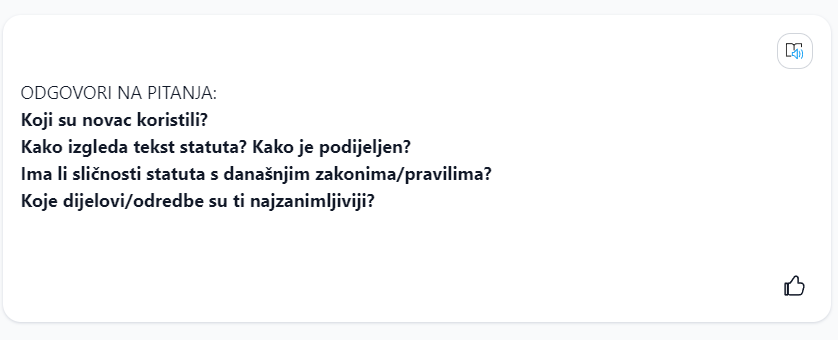 ODGOVORI NA PITANJA:
Koji su novac koristili?
Kako izgleda tekst statuta? Kako je podijeljen?
Ima li sličnosti statuta s današnjim zakonima/pravilima?
Koje dijelovi/odredbe su ti najzanimljiviji?